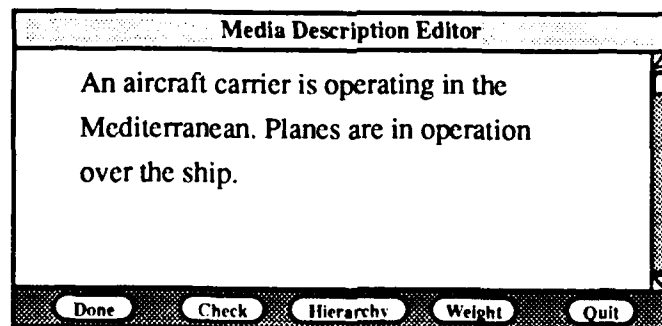 Media Description Editor
An aircraft carrier is operating in the
Mediterranean. Planes are in operation
over the ship.
Done Check Hierarchy Weight Quit